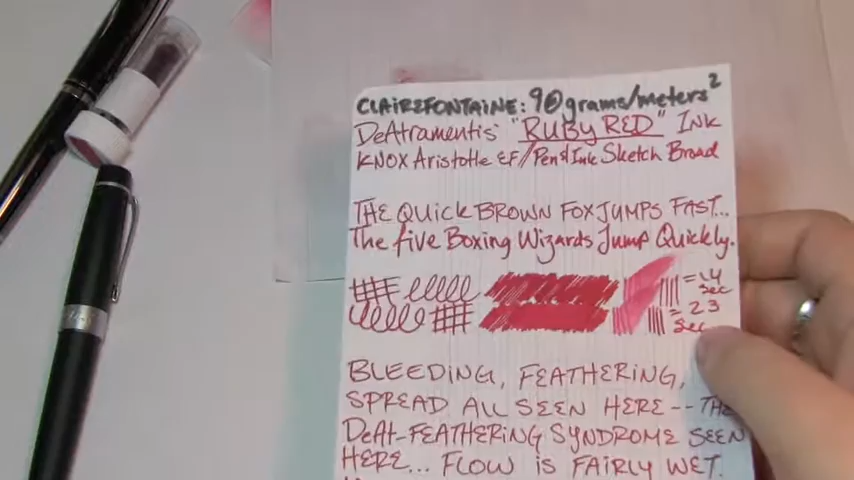 CLAIREFONTAINE: 90grams/meters²
DeAtramentis "RUBY RED" Ink
KNOX Aristotle EF/Pen&Ink Sketch Broad
THE QUICK BROWN FOX JUMPS FAST...
The five Boxing Wizards Jump Quickly.
= 14 sec
= 23 sec
BLEEDING, FEATHERING,
SPREAD ALL SEEN HERE -- THE
DeAt-FEATHERING SYNDROME SEEN
HERE... FLOW IS FAIRLY WET.